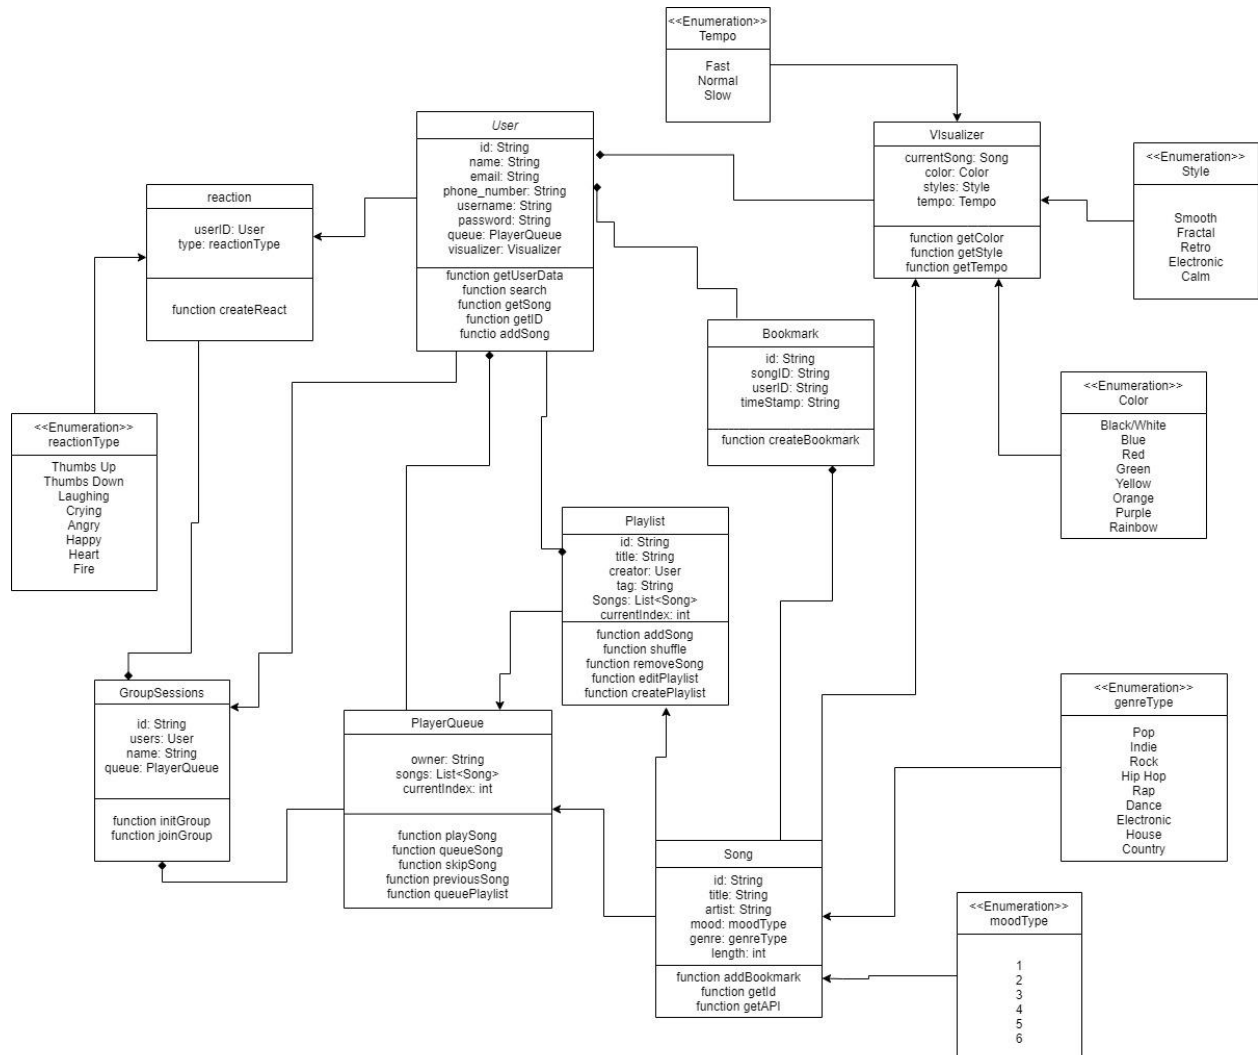 <<Enumeration>>
Tempo
Fast
Normal
Slow
User
id: String
name: String
email: String
phone_number: String
username: String
password: String
queue: PlayerQueue
visualizer: Visualizer
function getUserData
function search
function getSong
function getID
functio addSong
VIsualizer
currentSong: Song
color: Color
styles: Style
tempo: Tempo
function getColor
function getStyle
function getTempo
<<Enumeration>>
Style
Smooth
Fractal
Retro
Electronic
Calm
reaction
userID: User
type: reactionType
function createReact
Bookmark
id: String
songID: String
userID: String
timeStamp: String
function createBookmark
<<Enumeration>>
Color
Black/White
Blue
Red
Green
Yellow
Orange
Purple
Rainbow
<<Enumeration>>
reactionType
Thumbs Up
Thumbs Down
Laughing
Crying
Angry
Happy
Heart
Fire
Playlist
id: String
title: String
creator: User
tag: String
Songs: List<Song>
currentIndex: int
function addSong
function shuffle
function removeSong
function editPlaylist
function createPlaylist
GroupSessions
id: String
users: User
name: String
queue: PlayerQueue
function initGroup
function joinGroup
PlayerQueue
owner: String
songs: List<Song>
currentIndex: int
function playSong
function queueSong
function skipSong
function previousSong
function queuePlaylist
<<Enumeration>>
genreType
Pop
Indie
Rock
Hip Hop
Rap
Dance
Electronic
House
Country
Song
id: String
title: String
artist: String
mood: moodType
genre: genreType
length: int
function addBookmark
function getId
function getAPI
<<Enumeration>>
moodType
1
2
3
4
5
6